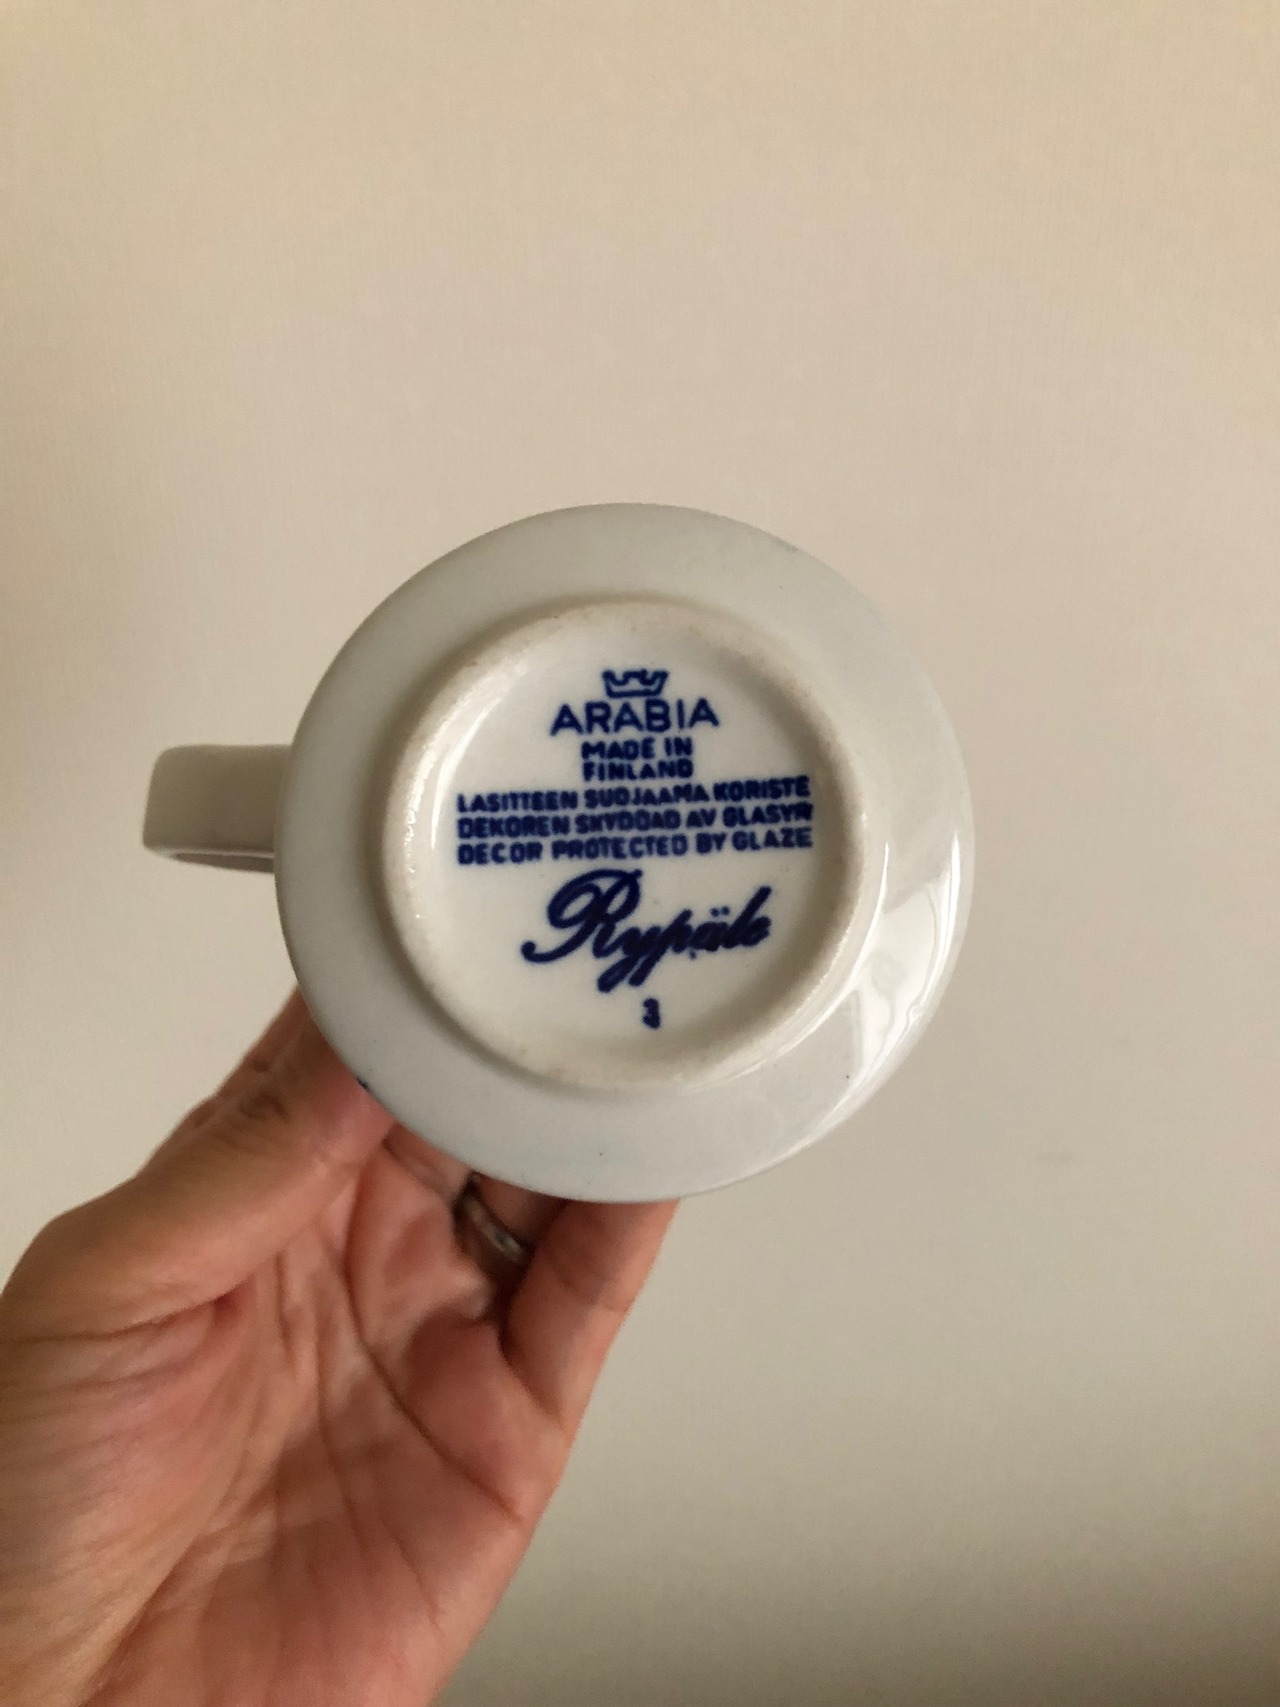 ARABIA
MADE IN
FINLAND
LASITTEEN SUOJAAMA KORISTE
DEKOREN SKYDDAD AV GLASYR
DECOR PROTECTED BY GLAZE
Rypäle
3